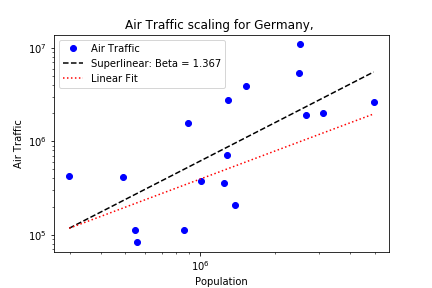 Air Traffic scaling for Germany,
Air Traffic
Superlinear: Beta = 1.367
Linear Fit
10⁷
10⁶
10⁵
Air Traffic
10⁶
Population